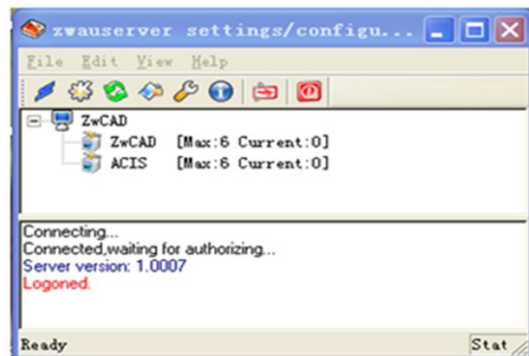 zwauserver settings/configu...
File Edit View Help
ZwCAD
ZwCAD [Max:6 Current:0]
ACIS [Max:6 Current:0]
Connecting...
Connected,waiting for authorizing...
Server version: 1.0007
Logoned.
Ready Stat